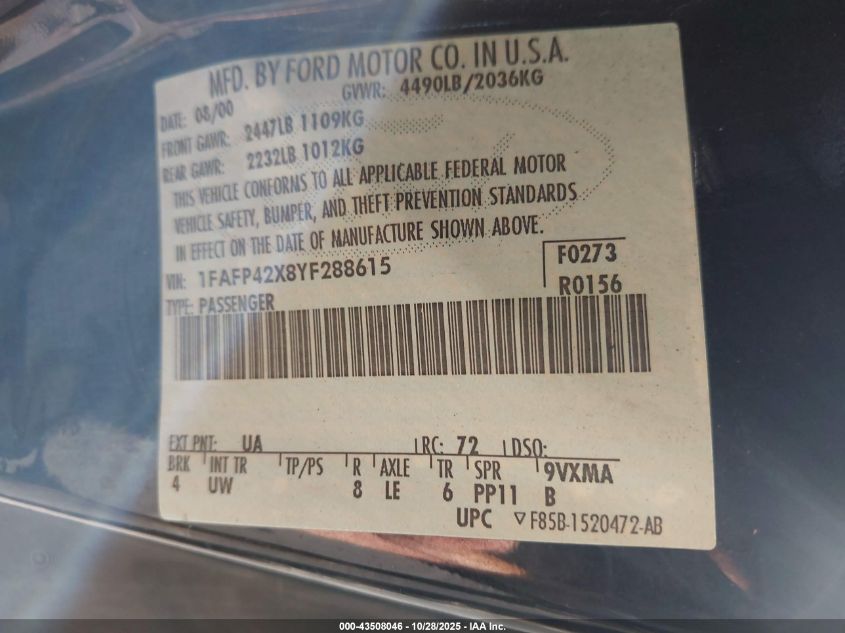 MFD. BY FORD MOTOR CO. IN U.S.A.
DATE: 08/00 GVWR: 4490LB/2036KG
FRONT GAWR: 2447LB 1109KG
REAR GAWR: 2232LB 1012KG
THIS VEHICLE CONFORMS TO ALL APPLICABLE FEDERAL MOTOR
VEHICLE SAFETY, BUMPER, AND THEFT PREVENTION STANDARDS
IN EFFECT ON THE DATE OF MANUFACTURE SHOWN ABOVE.
VIN: 1FAFP42X8YF288615 F0273
TYPE: PASSENGER R0156
EXT PNT: UA RC: 72 DSO:
BRK INT TR TP/PS R AXLE TR SPR 9VXMA
4 UW 8 LE 6 PP11 B
UPC ▽F85B-1520472-AB
000-43508046 - 10/28/2025 - IAA Inc.